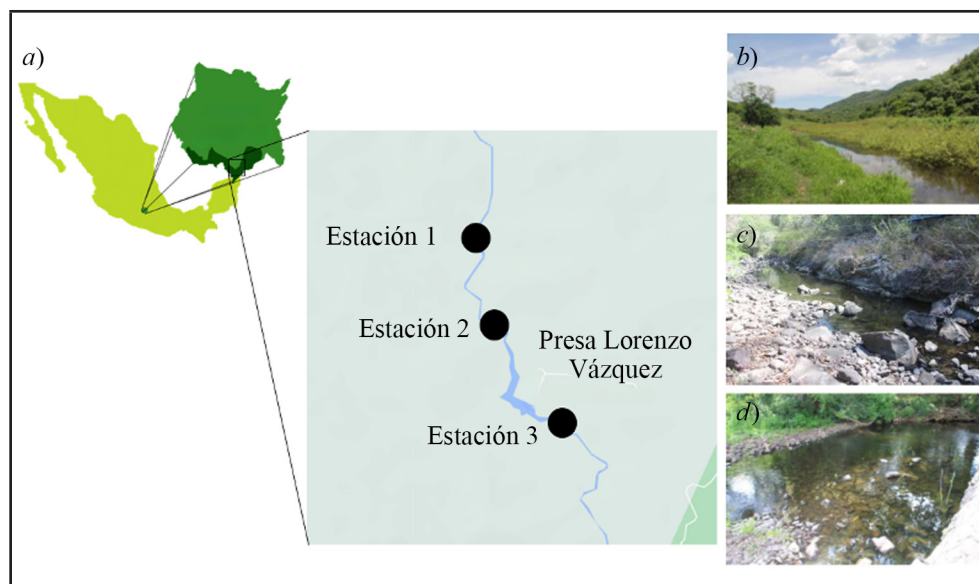 a)
Estación 1
Estación 2
Presa Lorenzo
Vázquez
Estación 3
b)
c)
d)